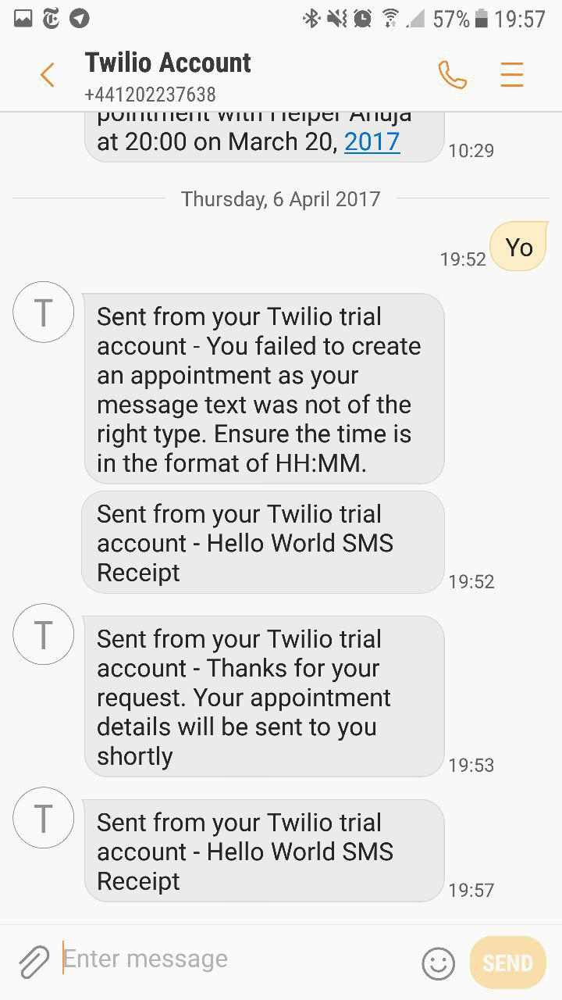 57% 19:57
Twilio Account
+441202237638
pointment with Helper Anuja
at 20:00 on March 20, 2017
10:29
Thursday, 6 April 2017
Yo
19:52
T
Sent from your Twilio trial
account - You failed to create
an appointment as your
message text was not of the
right type. Ensure the time is
in the format of HH:MM.
Sent from your Twilio trial
account - Hello World SMS
Receipt
19:52
T
Sent from your Twilio trial
account - Thanks for your
request. Your appointment
details will be sent to you
shortly
19:53
T
Sent from your Twilio trial
account - Hello World SMS
Receipt
19:57
Enter message
SEND